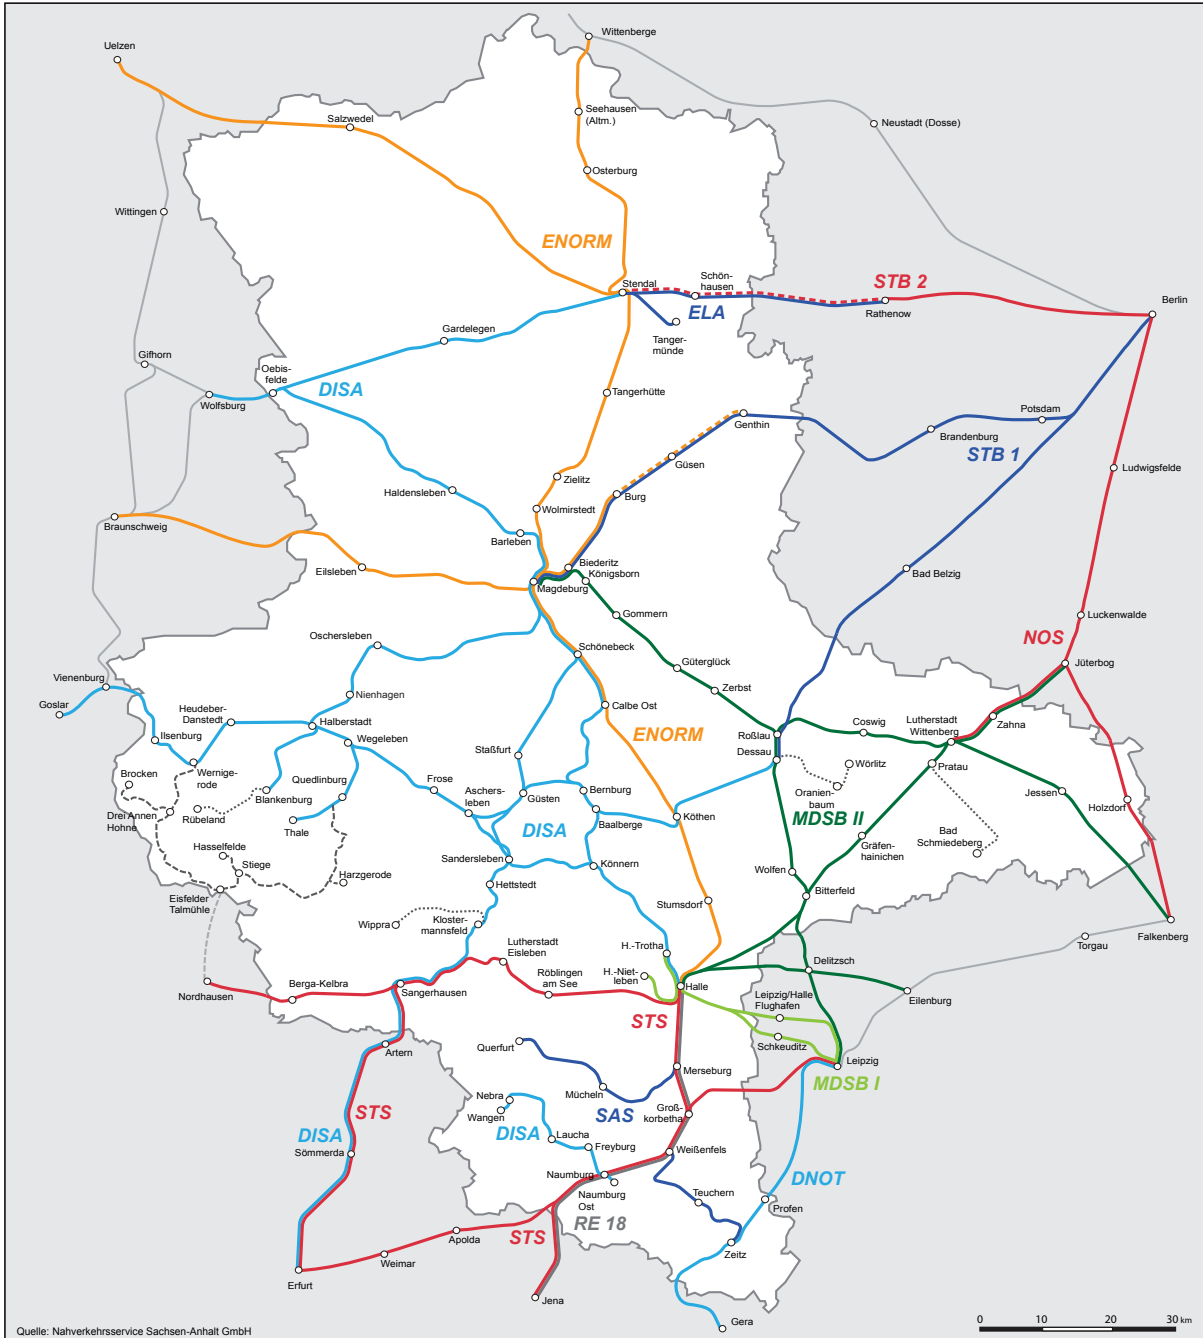 Wittenberge
Uelzen
Seehausen
(Altm.)
Salzwedel
Neustadt (Dosse)
Osterburg
Wittingen
ENORM
Schön-
hausen
STB 2
Stendal
ELA
Rathenow
Berlin
Tanger-
münde
Gardelegen
Gifhorn
Oebis-
felde
DISA
Wolfsburg
Tangerhütte
Genthin
Potsdam
Brandenburg
STB 1
Güsen
Ludwigsfelde
Zielitz
Haldensleben
Burg
Wolmirstedt
Braunschweig
Barleben
Eilsleben
Biederitz
Königsborn
Magdeburg
Bad Belzig
Gommern
Luckenwalde
Oschersleben
NOS
Schönebeck
Güterglück
Jüterbog
Vienenburg
Zerbst
Nienhagen
Goslar
Heudeber-
Danstedt
Calbe Ost
Halberstadt
ENORM
Coswig
Lutherstadt
Wittenberg
Zahna
Roßlau
Ilsenburg
Wegeleben
Dessau
Staßfurt
Wörlitz
Pratau
Brocken
Wernige-
rode
Quedlinburg
Frose
Aschers-
leben
Oranien-
baum
Jessen
Blankenburg
Güsten
Bernburg
Holzdorf
Drei Annen
Hohne
Rübeland
Thale
DISA
Baalberge
Köthen
MDSB II
Hasselfelde
Gräfen-
hainichen
Bad
Schmiedeberg
Stiege
Sandersleben
Könnern
Wolfen
Harzgerode
Hettstedt
Bitterfeld
Eisfelder
Talmühle
Stumsdorf
Wippra
Kloster-
mannsfeld
Falkenberg
Torgau
Lutherstadt
Eisleben
H.-Trotha
Delitzsch
H.-Niet-
leben
Röblingen
am See
Nordhausen
Berga-Kelbra
Sangerhausen
Halle
Eilenburg
Leipzig/Halle
Flughafen
STS
Schkeuditz
Artern
Querfurt
Leipzig
Merseburg
MDSB I
Mücheln
Nebra
Wangen
SAS
Groß-
korbetha
STS
DISA
DISA
Laucha
Freyburg
Sömmerda
Weißenfels
Naumburg
DNOT
Naumburg
Ost
Teuchern
Profen
RE 18
STS
Apolda
Zeitz
Weimar
Erfurt
Jena
Gera
0 10 20 30 km
Quelle: Nahverkehrsservice Sachsen-Anhalt GmbH